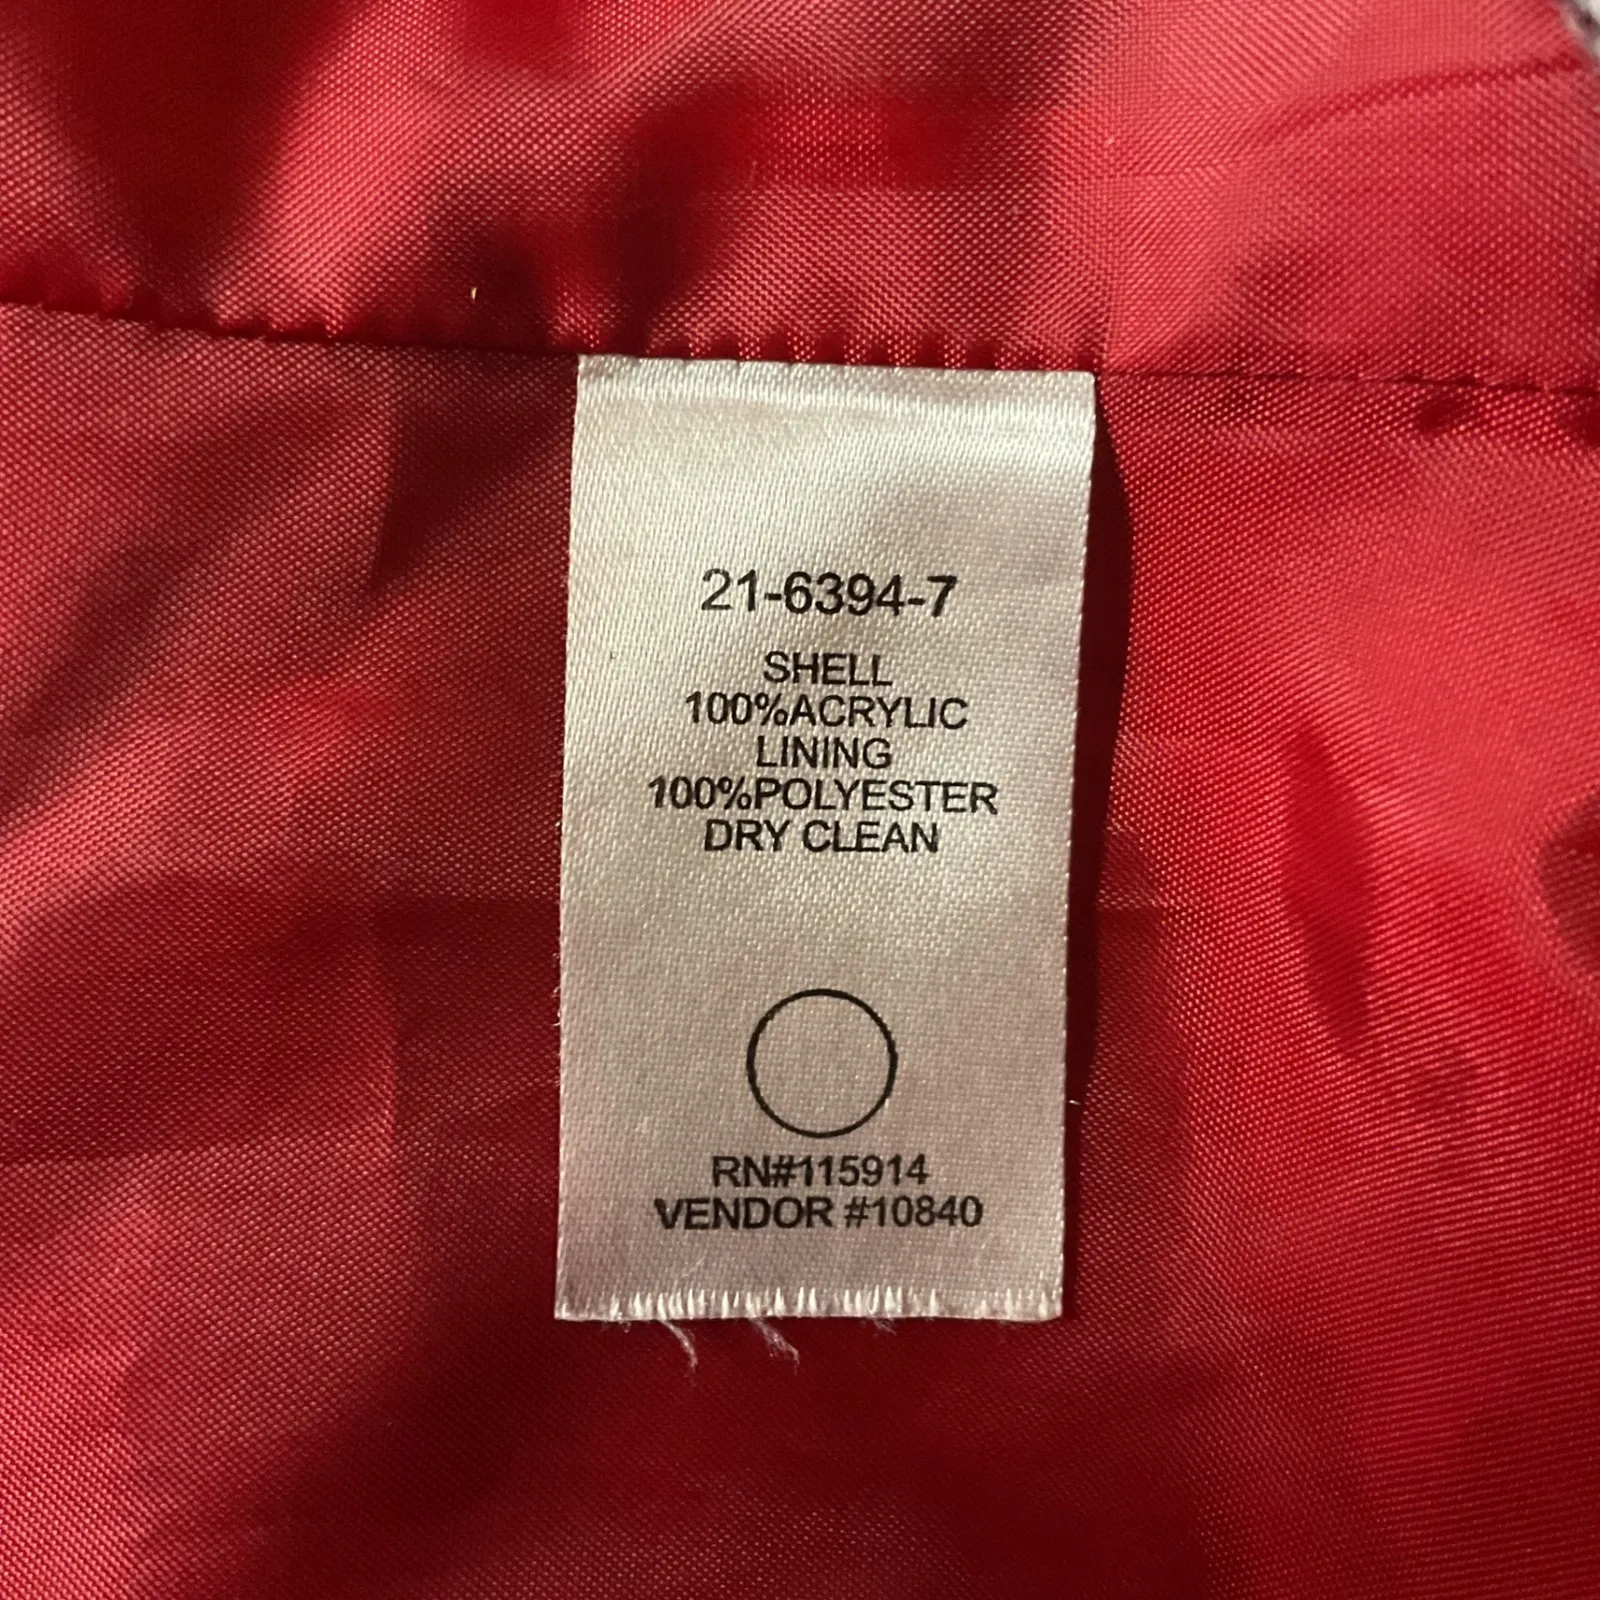 21-6394-7
SHELL
100%ACRYLIC
LINING
100%POLYESTER
DRY CLEAN
RN#115914
VENDOR #10840